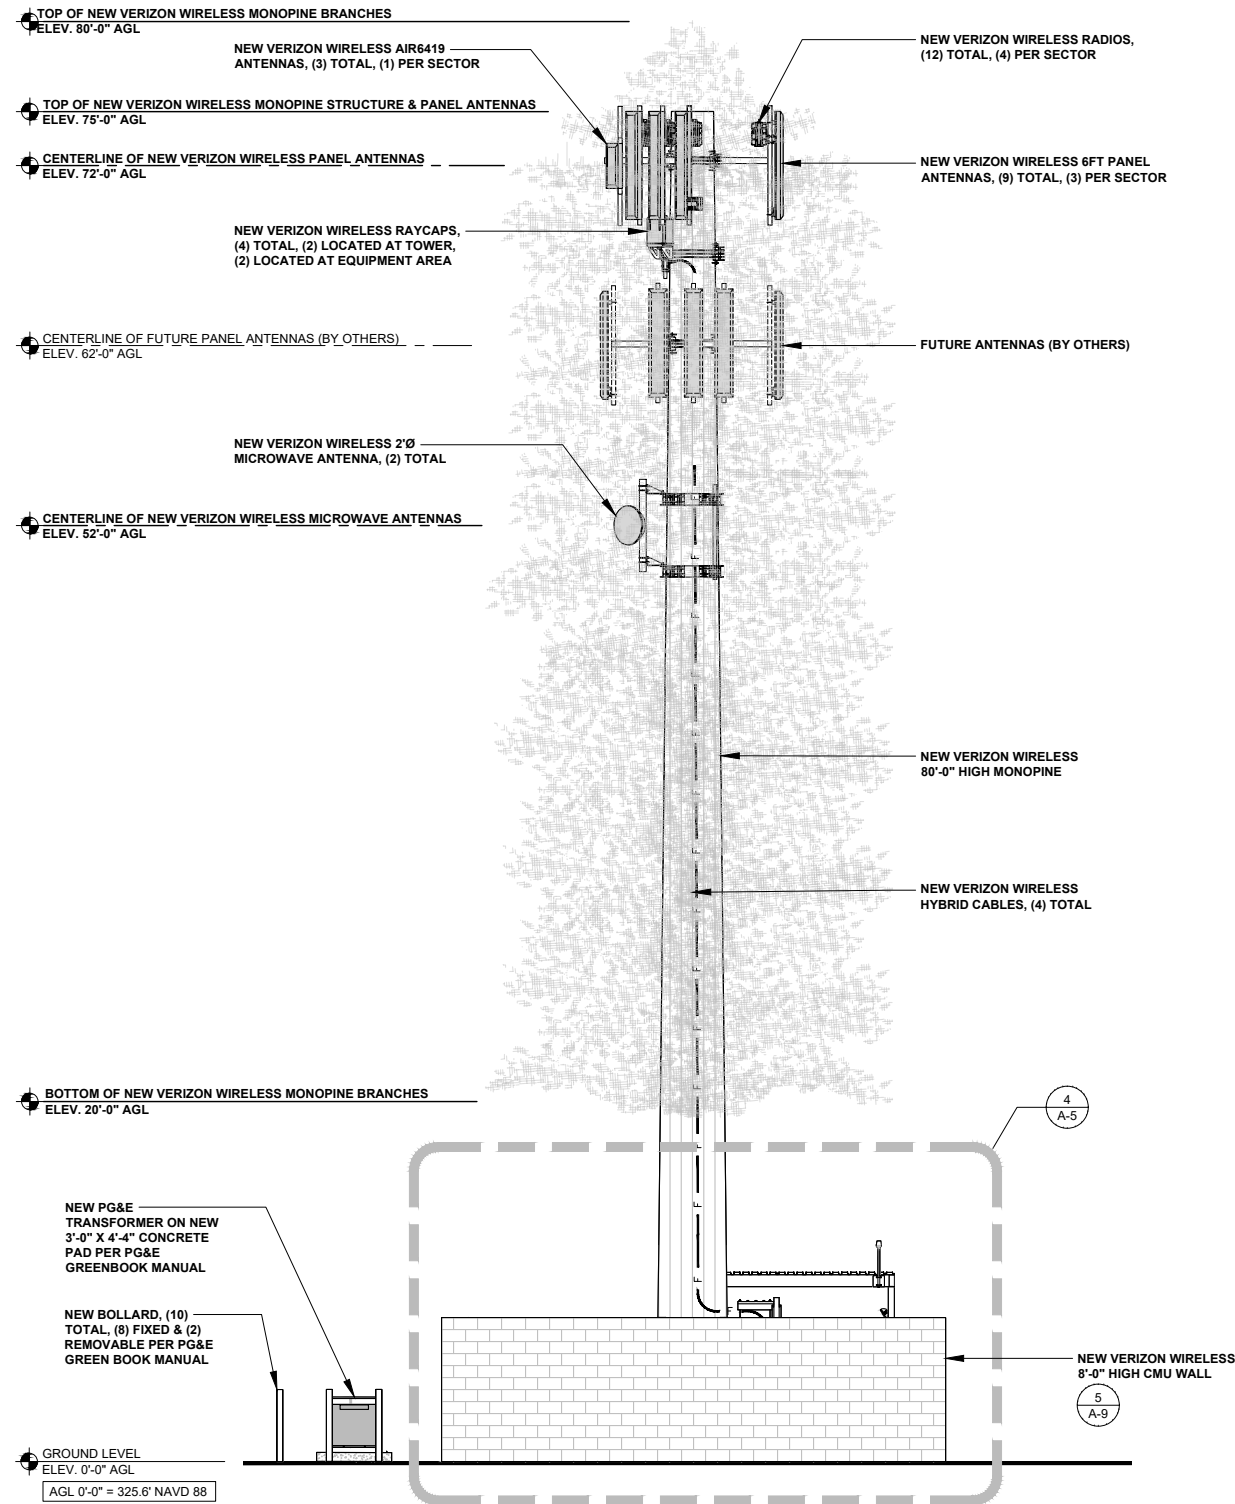 TOP OF NEW VERIZON WIRELESS MONOPINE BRANCHES
ELEV. 80'-0" AGL
NEW VERIZON WIRELESS AIR6419
ANTENNAS, (3) TOTAL, (1) PER SECTOR
NEW VERIZON WIRELESS RADIOS,
(12) TOTAL, (4) PER SECTOR
TOP OF NEW VERIZON WIRELESS MONOPINE STRUCTURE & PANEL ANTENNAS
ELEV. 75'-0" AGL
CENTERLINE OF NEW VERIZON WIRELESS PANEL ANTENNAS
ELEV. 72'-0" AGL
NEW VERIZON WIRELESS 6FT PANEL
ANTENNAS, (9) TOTAL, (3) PER SECTOR
NEW VERIZON WIRELESS RAYCAPS,
(4) TOTAL, (2) LOCATED AT TOWER,
(2) LOCATED AT EQUIPMENT AREA
CENTERLINE OF FUTURE PANEL ANTENNAS (BY OTHERS)
ELEV. 62'-0" AGL
FUTURE ANTENNAS (BY OTHERS)
NEW VERIZON WIRELESS 2'Ø
MICROWAVE ANTENNA, (2) TOTAL
CENTERLINE OF NEW VERIZON WIRELESS MICROWAVE ANTENNAS
ELEV. 52'-0" AGL
NEW VERIZON WIRELESS
80'-0" HIGH MONOPINE
NEW VERIZON WIRELESS
HYBRID CABLES, (4) TOTAL
BOTTOM OF NEW VERIZON WIRELESS MONOPINE BRANCHES
ELEV. 20'-0" AGL
4
A-5
NEW PG&E
TRANSFORMER ON NEW
3'-0" X 4'-4" CONCRETE
PAD PER PG&E
GREENBOOK MANUAL
NEW BOLLARD, (10)
TOTAL, (8) FIXED & (2)
REMOVABLE PER PG&E
GREEN BOOK MANUAL
NEW VERIZON WIRELESS
8'-0" HIGH CMU WALL
5
A-9
GROUND LEVEL
ELEV. 0'-0" AGL
AGL 0'-0" = 325.6' NAVD 88